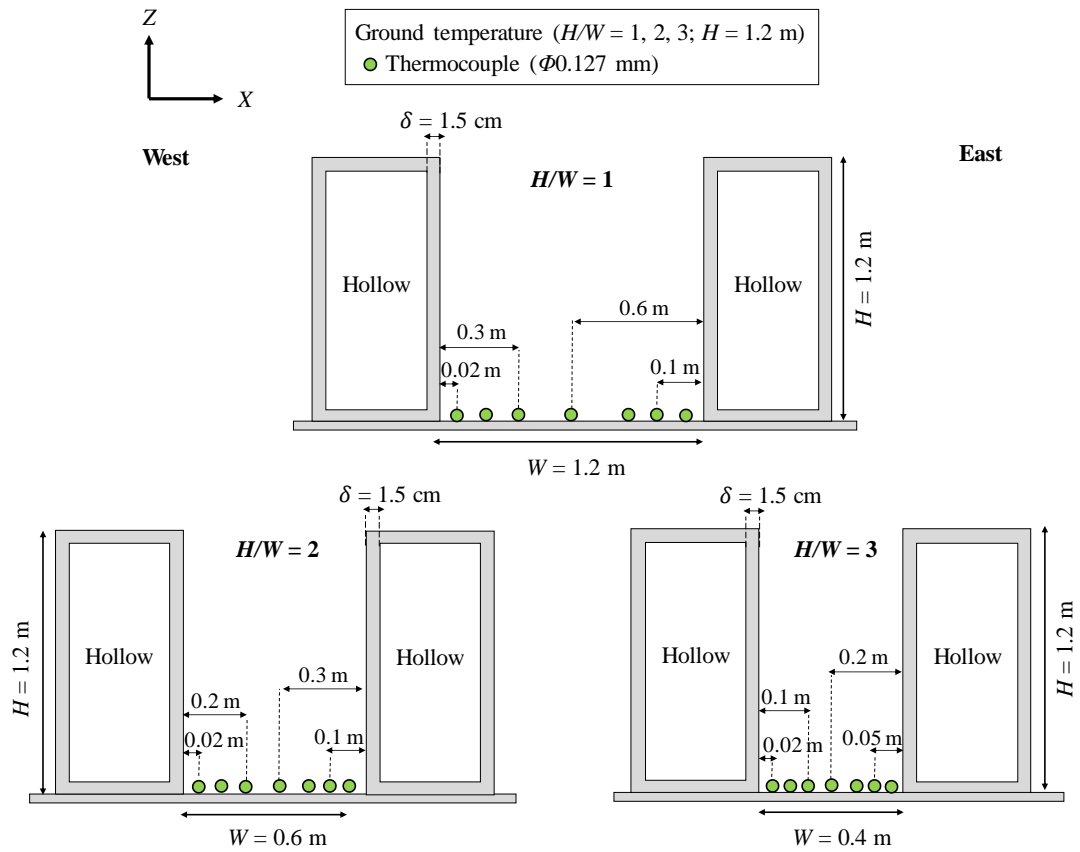 Z
X
Ground temperature (H/W = 1, 2, 3; H = 1.2 m)
Thermocouple (Φ0.127 mm)
West
East
δ = 1.5 cm
H/W = 1
Hollow
Hollow
H = 1.2 m
0.6 m
0.3 m
0.02 m
0.1 m
W = 1.2 m
δ = 1.5 cm
H/W = 2
H = 1.2 m
Hollow
Hollow
0.3 m
0.2 m
0.02 m
0.1 m
W = 0.6 m
δ = 1.5 cm
H/W = 3
Hollow
Hollow
H = 1.2 m
0.2 m
0.1 m
0.02 m
0.05 m
W = 0.4 m